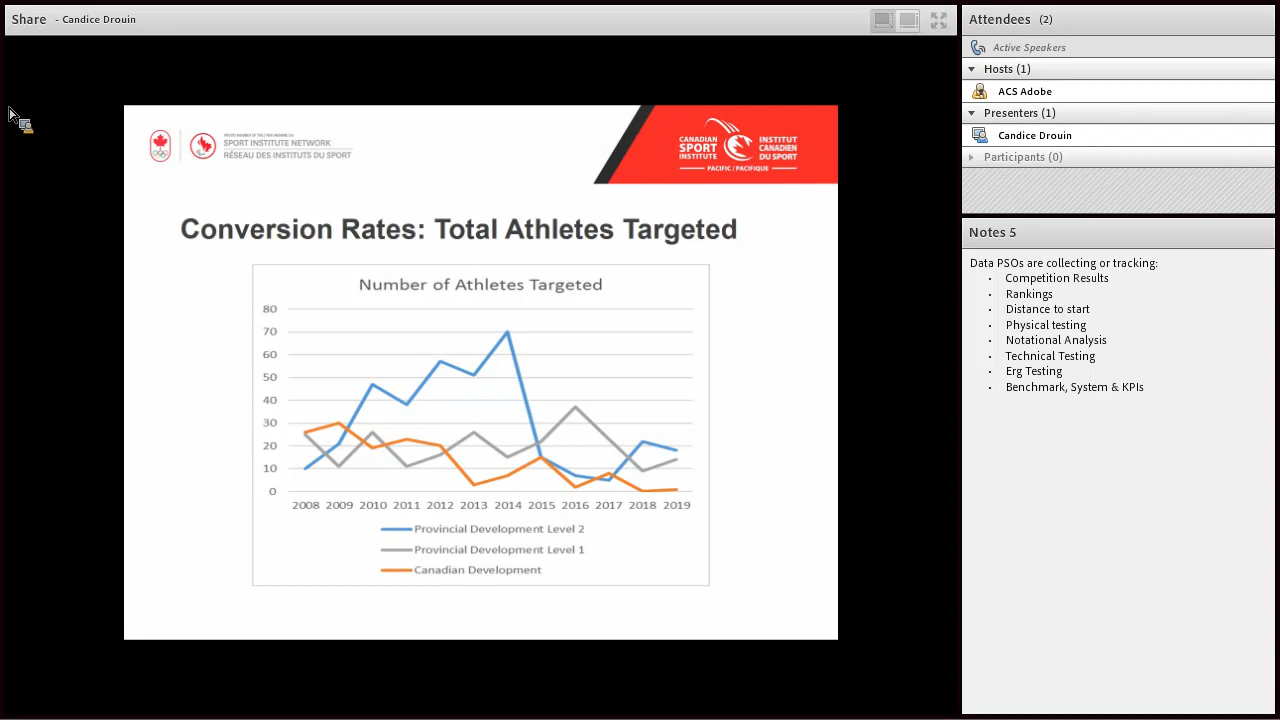 Share - Candice Drouin
SPORT INSTITUTE NETWORK
RÉSEAU DES INSTITUTS DU SPORT
CANADIAN SPORT INSTITUTE
INSTITUT CANADIEN DU SPORT
PACIFIC / PACIFIQUE
Conversion Rates: Total Athletes Targeted
Number of Athletes Targeted
80
70
60
50
40
30
20
10
0
2008 2009 2010 2011 2012 2013 2014 2015 2016 2017 2018 2019
Provincial Development Level 2
Provincial Development Level 1
Canadian Development
Attendees (2)
Active Speakers
Hosts (1)
ACS Adobe
Presenters (1)
Candice Drouin
Participants (0)
Notes 5
Data PSOs are collecting or tracking:
• Competition Results
• Rankings
• Distance to start
• Physical testing
• Notational Analysis
• Technical Testing
• Erg Testing
• Benchmark, System & KPIs